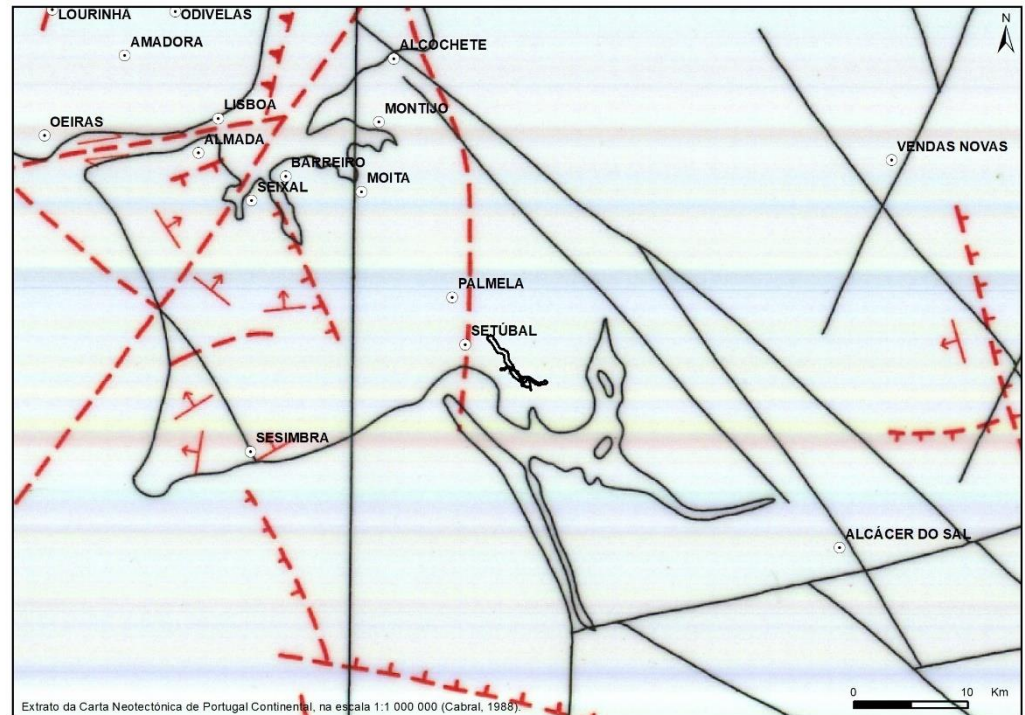 LOURINHA
ODIVELAS
N
AMADORA
ALCOCHETE
LISBOA
MONTIJO
OEIRAS
ALMADA
BARREIRO
VENDAS NOVAS
SEIXAL
MOITA
PALMELA
SETÚBAL
SESIMBRA
ALCÁCER DO SAL
0 10 Km
Extrato da Carta Neotectónica de Portugal Continental, na escala 1:1 000 000 (Cabral, 1988).